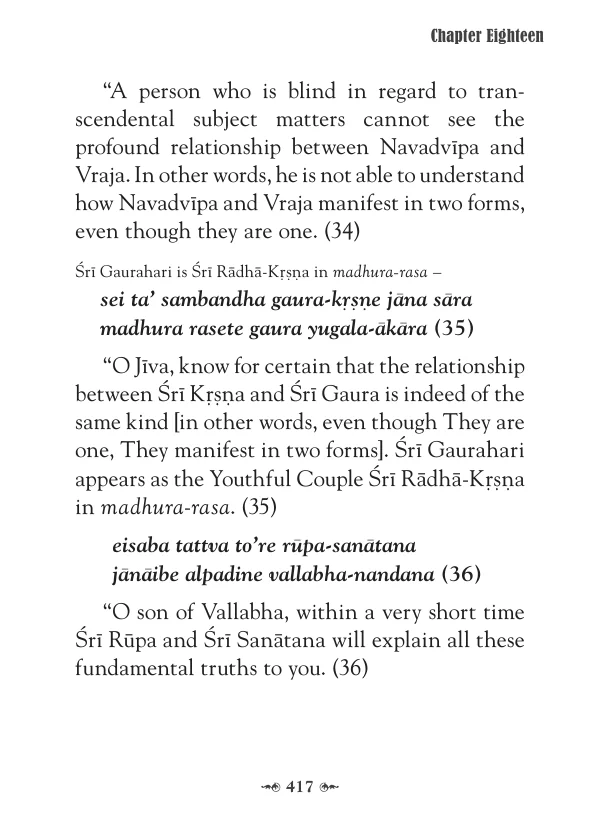 Chapter Eighteen
“A person who is blind in regard to tran-
scendental subject matters cannot see the
profound relationship between Navadvīpa and
Vraja. In other words, he is not able to understand
how Navadvīpa and Vraja manifest in two forms,
even though they are one. (34)
Śrī Gaurahari is Śrī Rādhā-Kṛṣṇa in madhura-rasa –
sei ta’ sambandha gaura-kṛṣṇe jāna sāra
madhura rasete gaura yugala-ākāra (35)
“O Jīva, know for certain that the relationship
between Śrī Kṛṣṇa and Śrī Gaura is indeed of the
same kind [in other words, even though They are
one, They manifest in two forms]. Śrī Gaurahari
appears as the Youthful Couple Śrī Rādhā-Kṛṣṇa
in madhura-rasa. (35)
eisaba tattva to’re rūpa-sanātana
jānāibe alpadine vallabha-nandana (36)
“O son of Vallabha, within a very short time
Śrī Rūpa and Śrī Sanātana will explain all these
fundamental truths to you. (36)
417